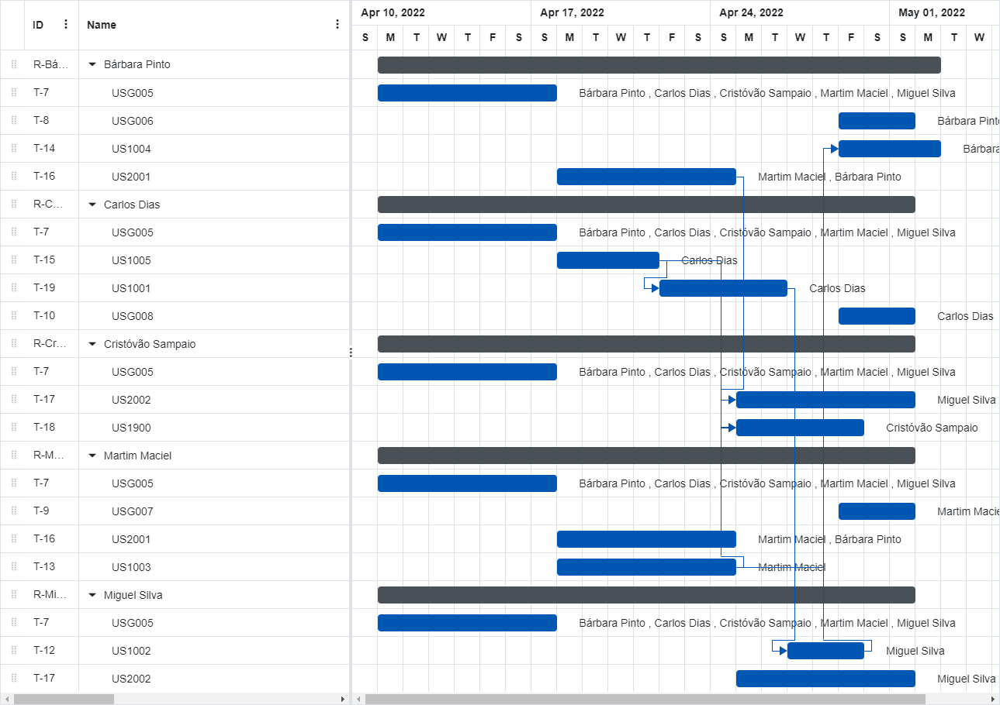 Apr 10, 2022 Apr 17, 2022 Apr 24, 2022 May 01, 2022
ID Name
S M T W T F S S M T W T F S S M T W T F S S M T W
R-Bá... Bárbara Pinto
T-7 USG005 Bárbara Pinto , Carlos Dias , Cristóvão Sampaio , Martim Maciel , Miguel Silva
T-8 USG006 Bárbara Pint
T-14 US1004 Bárbara
T-16 US2001 Martim Maciel , Bárbara Pinto
R-C... Carlos Dias
T-7 USG005 Bárbara Pinto , Carlos Dias , Cristóvão Sampaio , Martim Maciel , Miguel Silva
T-15 US1005 Carlos Dias
T-19 US1001 Carlos Dias
T-10 USG008 Carlos Dias
R-Cr... Cristóvão Sampaio
T-7 USG005 Bárbara Pinto , Carlos Dias , Cristóvão Sampaio , Martim Maciel , Miguel Silva
T-17 US2002 Miguel Silva
T-18 US1900 Cristóvão Sampaio
R-M... Martim Maciel
T-7 USG005 Bárbara Pinto , Carlos Dias , Cristóvão Sampaio , Martim Maciel , Miguel Silva
T-9 USG007 Martim Macie
T-16 US2001 Martim Maciel , Bárbara Pinto
T-13 US1003 Martim Maciel
R-Mi... Miguel Silva
T-7 USG005 Bárbara Pinto , Carlos Dias , Cristóvão Sampaio , Martim Maciel , Miguel Silva
T-12 US1002 Miguel Silva
T-17 US2002 Miguel Silva